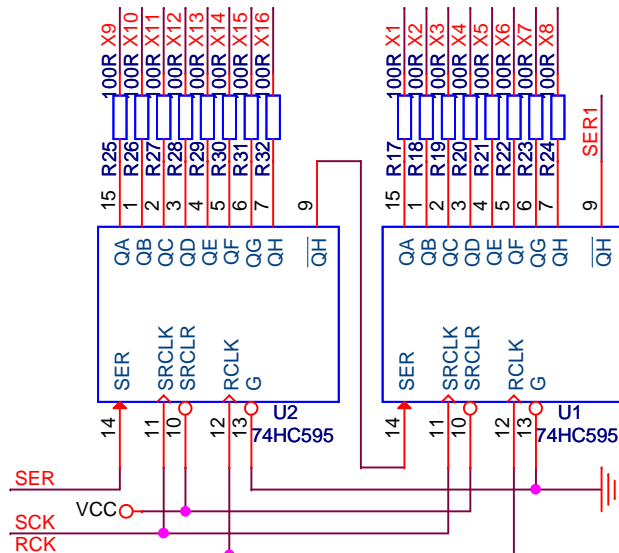 X9 X10 X11 X12 X13 X14 X15 X16
100R 100R 100R 100R 100R 100R 100R 100R
R25 R26 R27 R28 R29 R30 R31 R32
15 1 2 3 4 5 6 7 9
QA QB QC QD QE QF QG QH QH
SER SRCLK SRCLR RCLK G
U2
14 11 10 12 13
74HC595
X1 X2 X3 X4 X5 X6 X7 X8
100R 100R 100R 100R 100R 100R 100R 100R
SER1
R17 R18 R19 R20 R21 R22 R23 R24
15 1 2 3 4 5 6 7 9
QA QB QC QD QE QF QG QH QH
SER SRCLK SRCLR RCLK G
U1
14 11 10 12 13
74HC595
SER
VCC
SCK
RCK